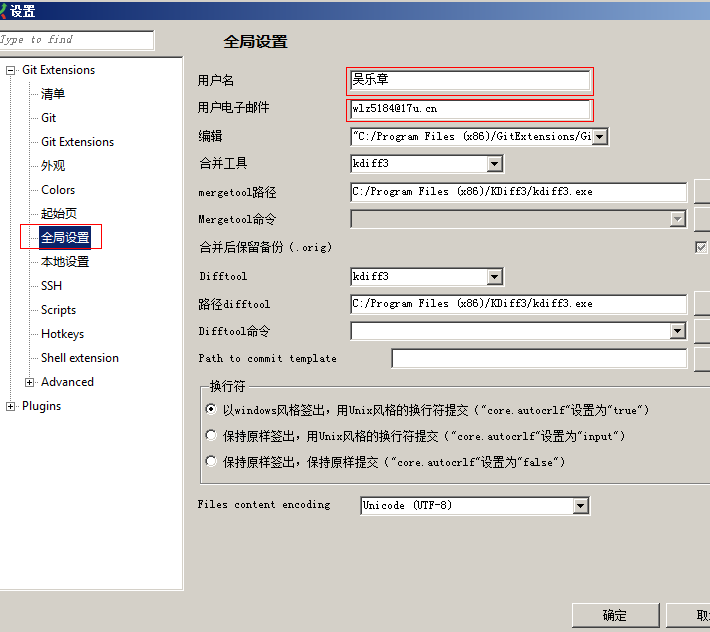 设置
Type to find
Git Extensions
清单
Git
Git Extensions
外观
Colors
起始页
全局设置
本地设置
SSH
Scripts
Hotkeys
Shell extension
Advanced
Plugins
全局设置
用户名 吴乐章
用户电子邮件 wlz5184@17u.cn
编辑 "C:/Program Files (x86)/GitExtensions/Gi
合并工具 kdiff3
mergetool路径 C:/Program Files (x86)/KDiff3/kdiff3.exe
Mergetool命令
合并后保留备份 (.orig)
Difftool kdiff3
路径difftool C:/Program Files (x86)/KDiff3/kdiff3.exe
Difftool命令
Path to commit template
换行符
以windows风格签出，用Unix风格的换行符提交 ("core.autocrlf"设置为"true")
保持原样签出，用Unix风格的换行符提交 ("core.autocrlf"设置为"input")
保持原样签出，保持原样提交 ("core.autocrlf"设置为"false")
Files content encoding Unicode (UTF-8)
确定 取